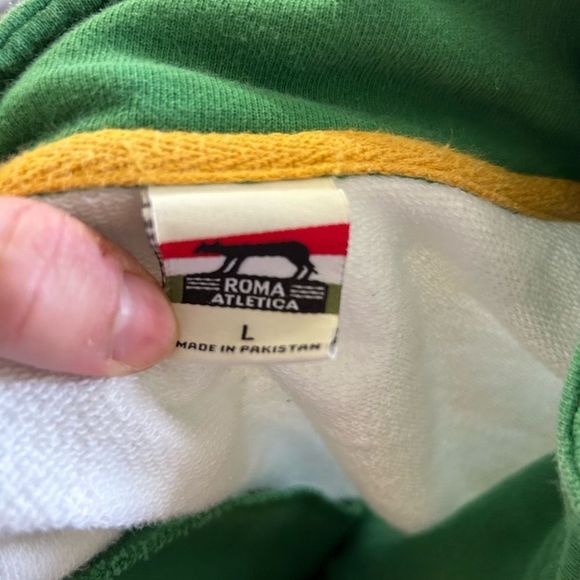 ROMA
ATLETICA
L
MADE IN PAKISTAN